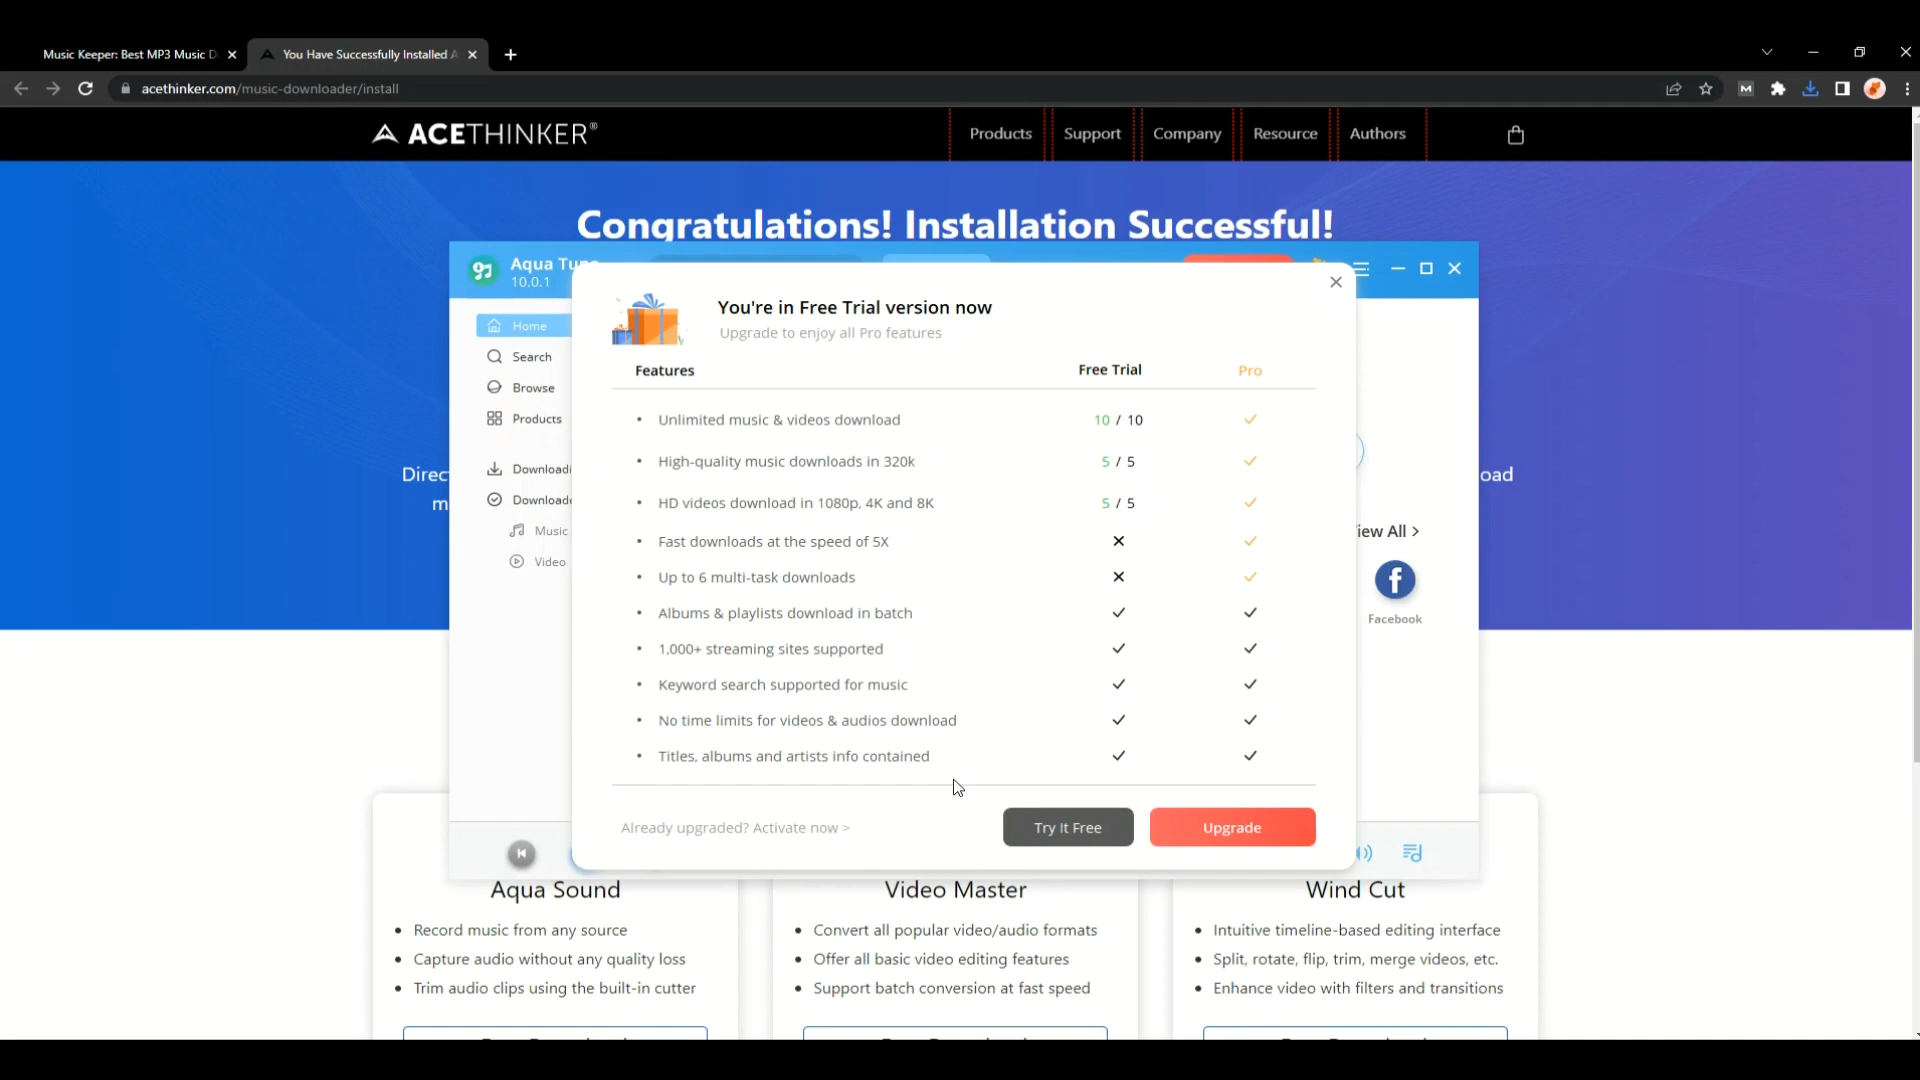 Music Keeper: Best MP3 Music D
You Have Successfully Installed A
acethinker.com/music-downloader/install
ACETHINKER®
Products
Support
Company
Resource
Authors
Congratulations! Installation Successful!
Aqua Tune
10.0.1
You're in Free Trial version now
Upgrade to enjoy all Pro features
Home
Search
Browse
Products
Downloadi
Downloade
Music
Video
Direc
m
oad
Features Free Trial Pro
• Unlimited music & videos download 10 / 10
• High-quality music downloads in 320k 5 / 5
• HD videos download in 1080p, 4K and 8K 5 / 5
• Fast downloads at the speed of 5X
• Up to 6 multi-task downloads
• Albums & playlists download in batch
• 1,000+ streaming sites supported
• Keyword search supported for music
• No time limits for videos & audios download
• Titles, albums and artists info contained
iew All >
Facebook
Already upgraded? Activate now >
Try It Free
Upgrade
Aqua Sound
• Record music from any source
• Capture audio without any quality loss
• Trim audio clips using the built-in cutter
Video Master
• Convert all popular video/audio formats
• Offer all basic video editing features
• Support batch conversion at fast speed
Wind Cut
• Intuitive timeline-based editing interface
• Split, rotate, flip, trim, merge videos, etc.
• Enhance video with filters and transitions